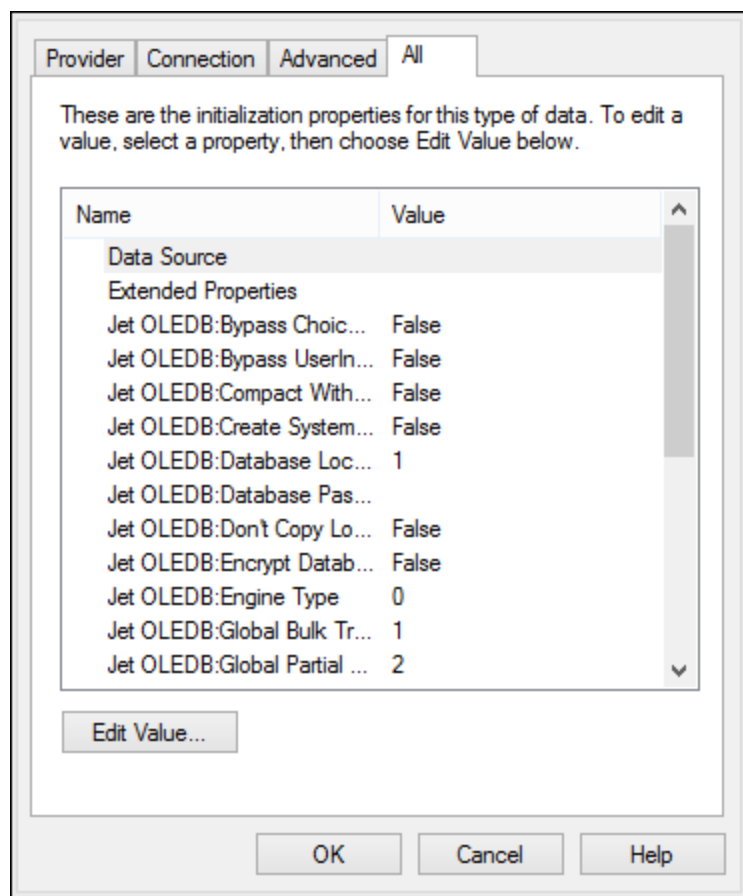 Provider Connection Advanced All
These are the initialization properties for this type of data. To edit a
value, select a property, then choose Edit Value below.
Name Value
Data Source
Extended Properties
Jet OLEDB:Bypass Choic... False
Jet OLEDB:Bypass UserIn... False
Jet OLEDB:Compact With... False
Jet OLEDB:Create System... False
Jet OLEDB:Database Loc... 1
Jet OLEDB:Database Pas...
Jet OLEDB:Don't Copy Lo... False
Jet OLEDB:Encrypt Datab... False
Jet OLEDB:Engine Type 0
Jet OLEDB:Global Bulk Tr... 1
Jet OLEDB:Global Partial ... 2
Edit Value...
OK Cancel Help